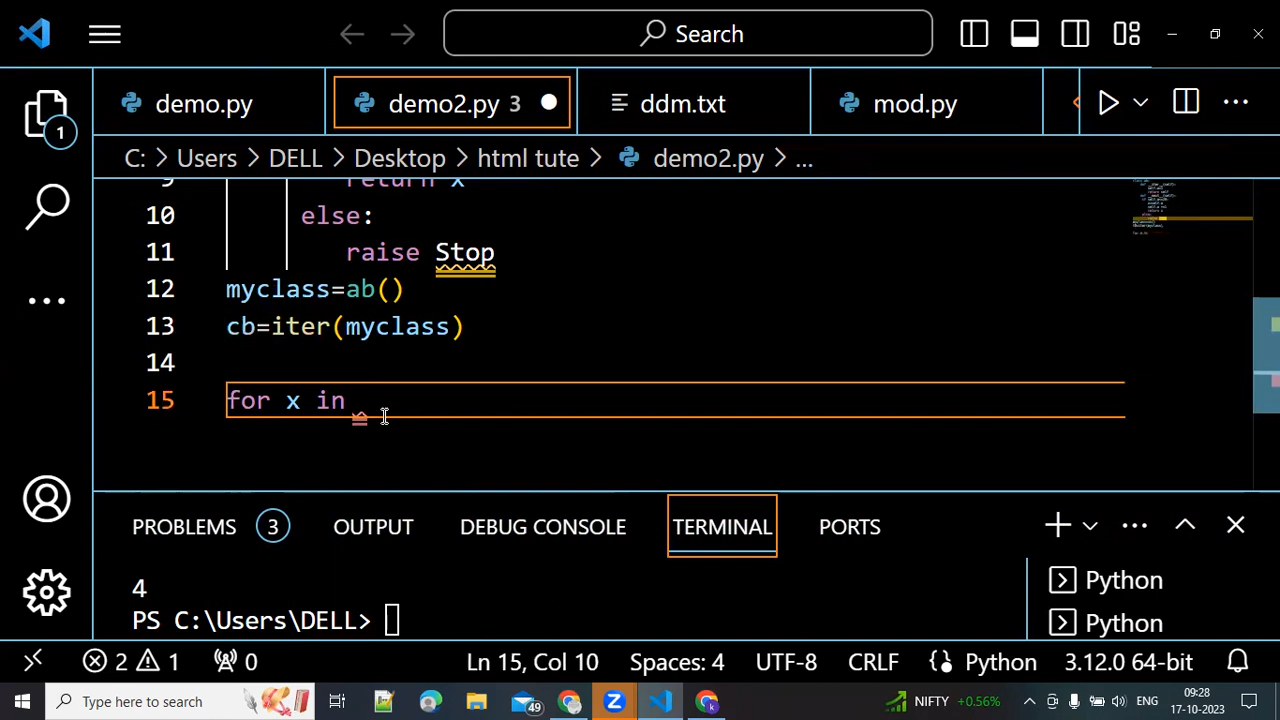 Search
demo.py
demo2.py 3
ddm.txt
mod.py
C: > Users > DELL > Desktop > html tute > demo2.py > ...
9 return x
10 else:
11 raise Stop
12 myclass=ab()
13 cb=iter(myclass)
14
15 for x in
1
PROBLEMS 3 OUTPUT DEBUG CONSOLE TERMINAL PORTS
4
PS C:\Users\DELL>
Python
Python
2 1 0 Ln 15, Col 10 Spaces: 4 UTF-8 CRLF Python 3.12.0 64-bit
Type here to search
49
NIFTY +0.56%
ENG
09:28
17-10-2023